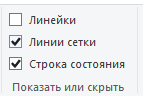 Линейки
Линии сетки
Строка состояния
Показать или скрыть